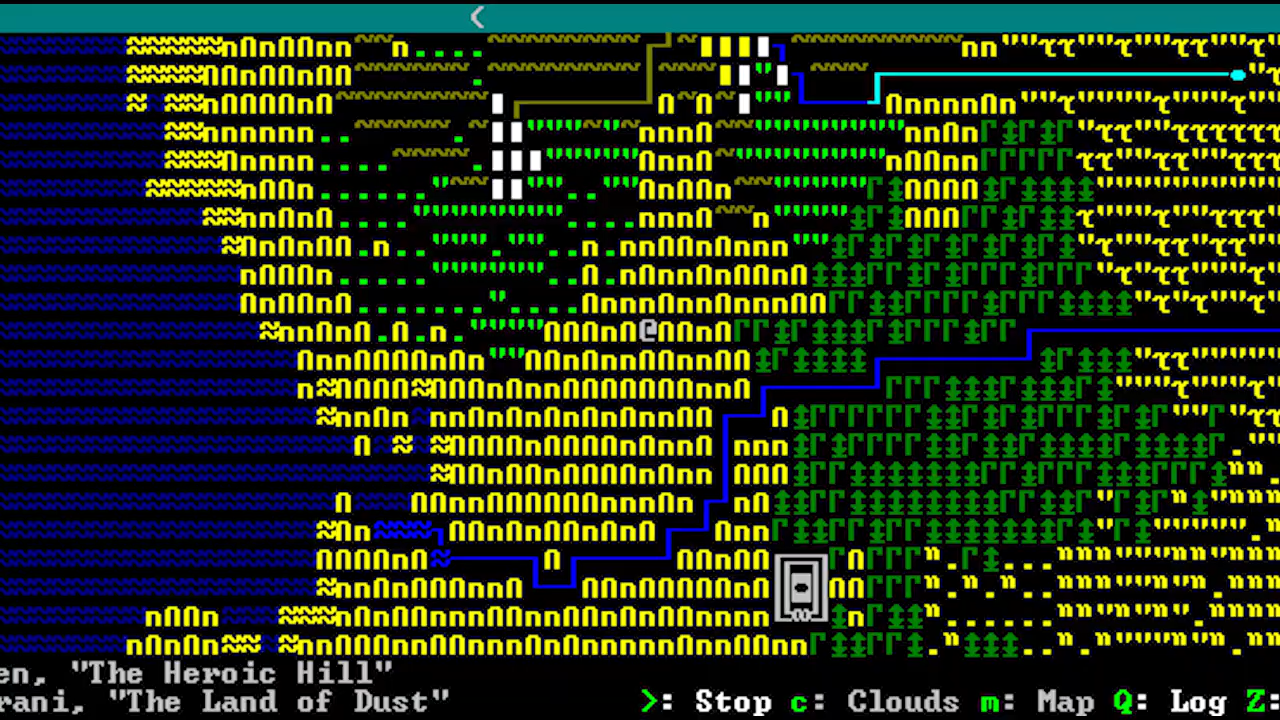 en, "The Heroic Hill"
rani, "The Land of Dust" >: Stop c: Clouds m: Map Q: Log Z: